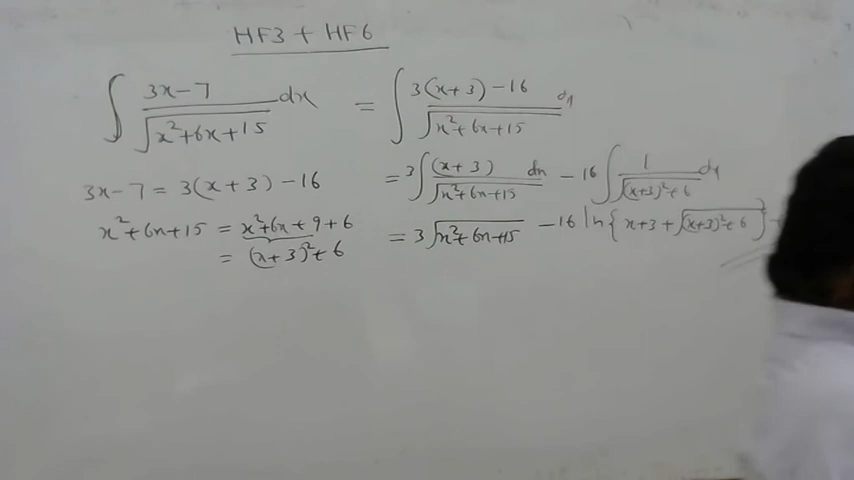 HF3 + HF6
∫ (3x-7)/√(x²+6x+15) dx = ∫ (3(x+3)-16)/√(x²+6x+15) dx
3x-7 = 3(x+3)-16
= 3∫ (x+3)/√(x²+6x+15) dx - 16 ∫ 1/√((x+3)²+6) dx
x²+6x+15 = x²+6x+9+6
= (x+3)²+6
= 3√(x²+6x+15) - 16 ln{x+3+√((x+3)²+6)} +